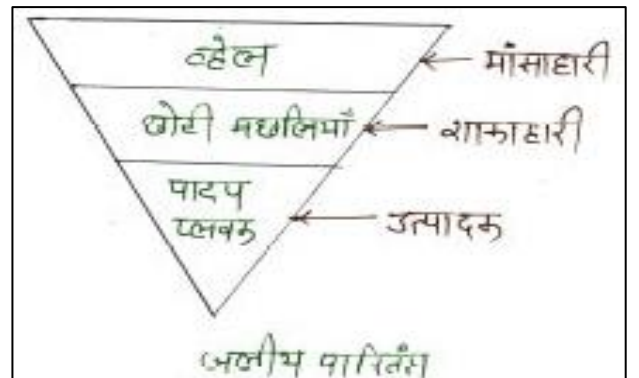 व्हेल
मांसाहारी
छोटी मछलियाँ
शाकाहारी
पादप
प्लवक
उत्पादक
जलीय पारितंत्र